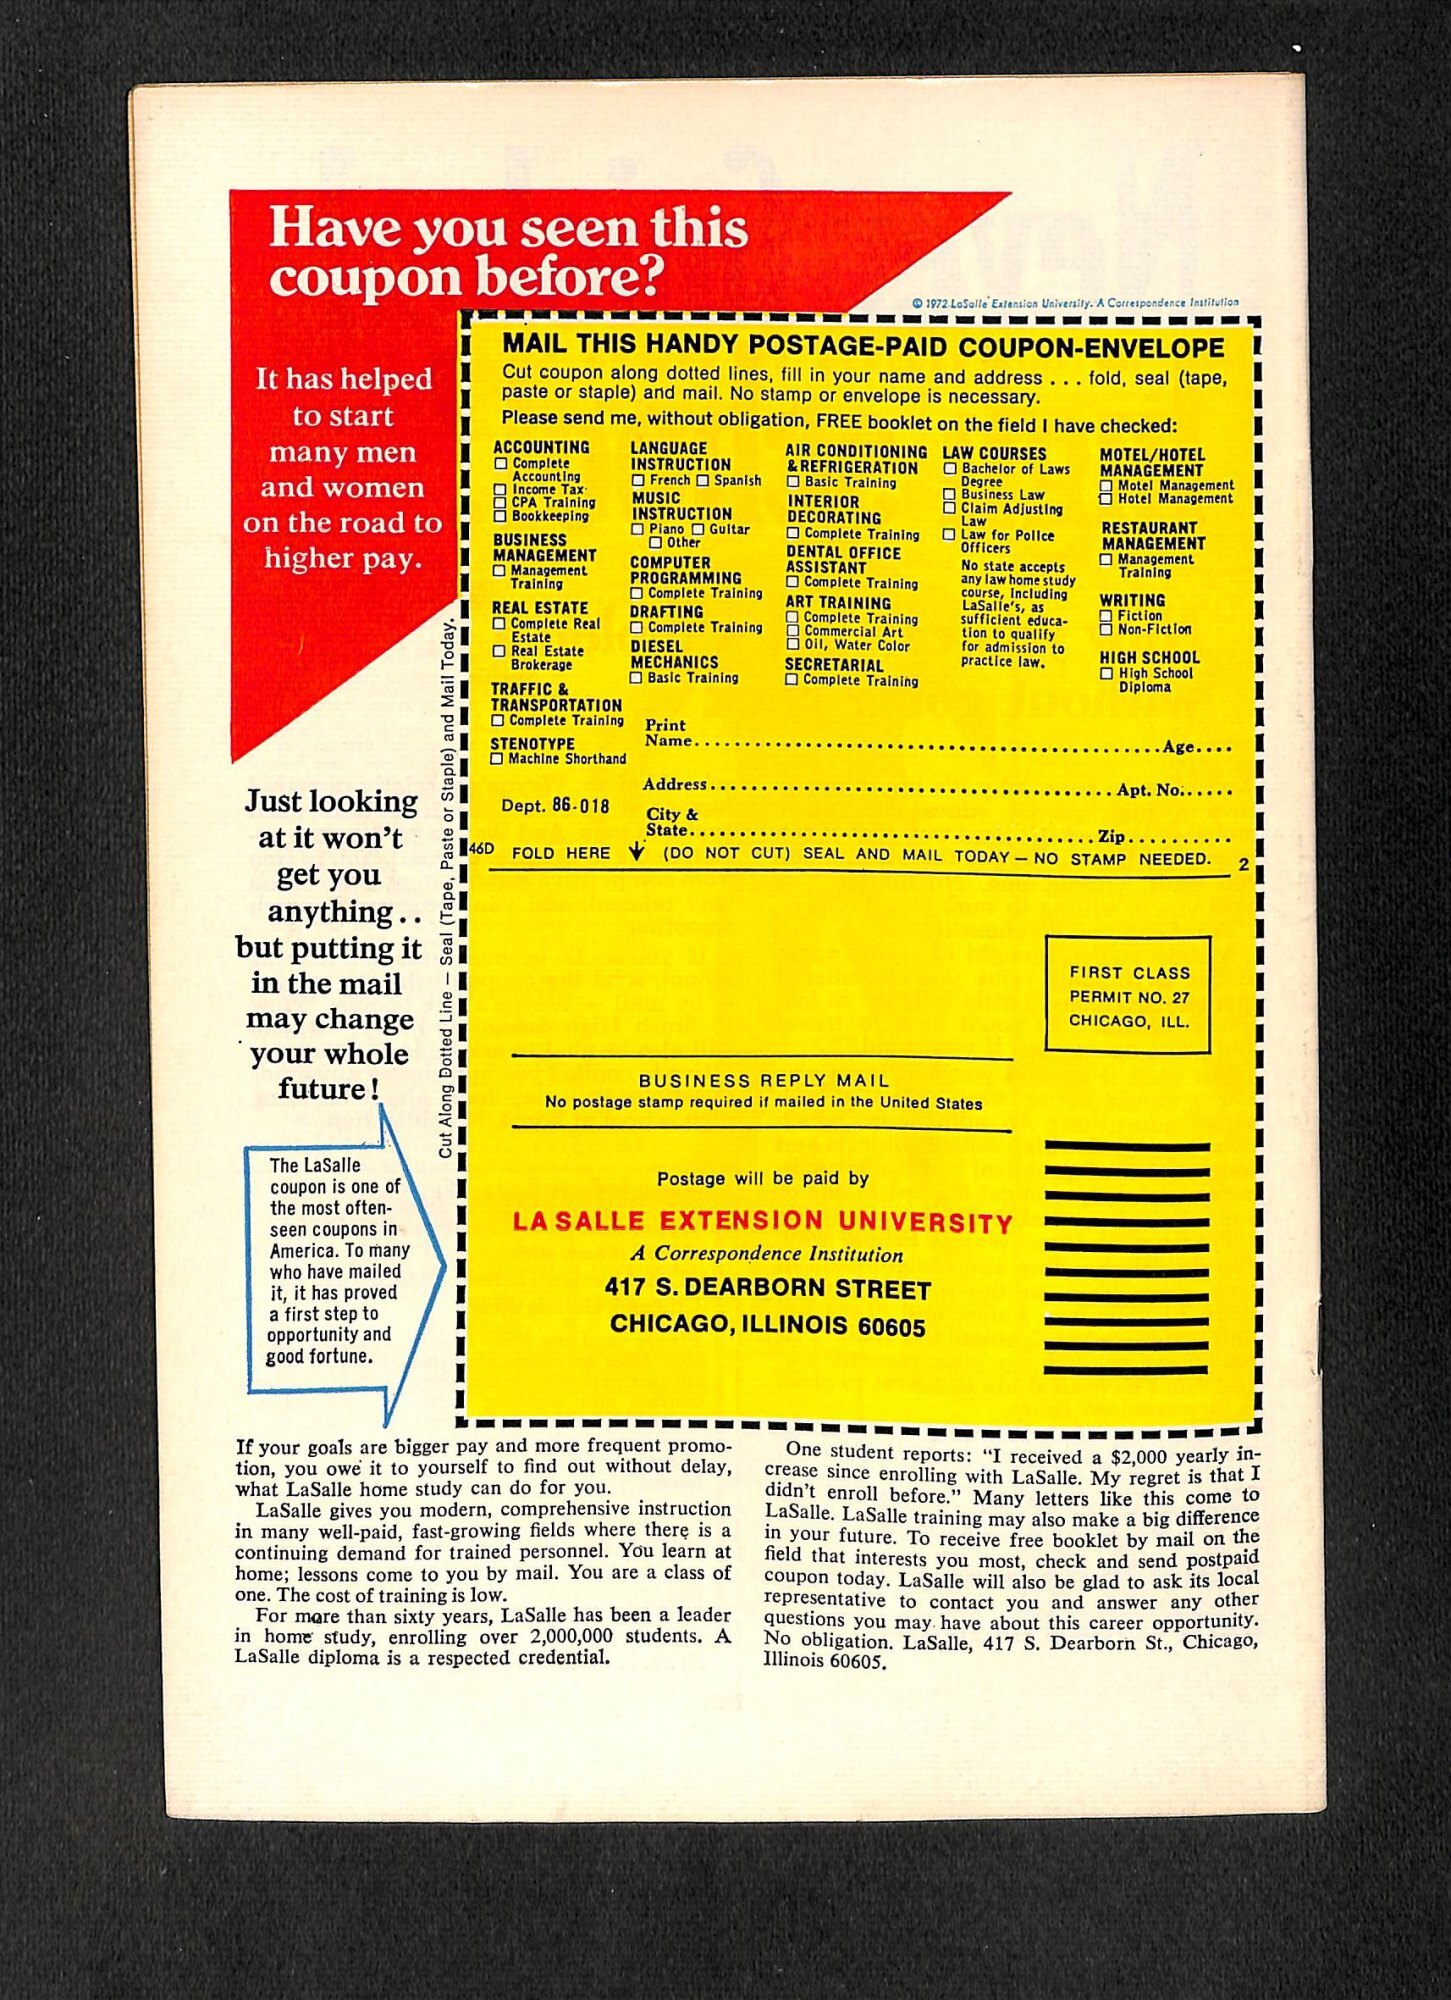 Have you seen this
coupon before?
© 1972 LaSalle Extension University. A Correspondence Institution
It has helped
to start
many men
and women
on the road to
higher pay.
Just looking
at it won't
get you
anything..
but putting it
in the mail
may change
your whole
future!
The LaSalle
coupon is one of
the most often-
seen coupons in
America. To many
who have mailed
it, it has proved
a first step to
opportunity and
good fortune.
Cut Along Dotted Line — Seal (Tape, Paste or Staple) and Mail Today.
MAIL THIS HANDY POSTAGE-PAID COUPON-ENVELOPE
Cut coupon along dotted lines, fill in your name and address . . . fold, seal (tape,
paste or staple) and mail. No stamp or envelope is necessary.
Please send me, without obligation, FREE booklet on the field I have checked:
ACCOUNTING
☐ Complete
Accounting
☐ Income Tax
☐ CPA Training
☐ Bookkeeping
BUSINESS
MANAGEMENT
☐ Management
Training
REAL ESTATE
☐ Complete Real
Estate
☐ Real Estate
Brokerage
TRAFFIC &
TRANSPORTATION
☐ Complete Training
STENOTYPE
☐ Machine Shorthand
LANGUAGE
INSTRUCTION
☐ French ☐ Spanish
MUSIC
INSTRUCTION
☐ Piano ☐ Guitar
☐ Other
COMPUTER
PROGRAMMING
☐ Complete Training
DRAFTING
☐ Complete Training
DIESEL
MECHANICS
☐ Basic Training
AIR CONDITIONING
& REFRIGERATION
☐ Basic Training
INTERIOR
DECORATING
☐ Complete Training
DENTAL OFFICE
ASSISTANT
☐ Complete Training
ART TRAINING
☐ Complete Training
☐ Commercial Art
☐ Oil, Water Color
SECRETARIAL
☐ Complete Training
LAW COURSES
☐ Bachelor of Laws
Degree
☐ Business Law
☐ Claim Adjusting
Law
☐ Law for Police
Officers
No state accepts
any law home study
course, including
LaSalle's, as
sufficient educa-
tion to qualify
for admission to
practice law.
MOTEL/HOTEL
MANAGEMENT
☐ Motel Management
☐ Hotel Management
RESTAURANT
MANAGEMENT
☐ Management
Training
WRITING
☐ Fiction
☐ Non-Fiction
HIGH SCHOOL
☐ High School
Diploma
Print
Name..........Age....
Address..........Apt. No.....
Dept. 86-018
City &
State..........Zip..........
46D FOLD HERE ↓ (DO NOT CUT) SEAL AND MAIL TODAY — NO STAMP NEEDED. 2
FIRST CLASS
PERMIT NO. 27
CHICAGO, ILL.
BUSINESS REPLY MAIL
No postage stamp required if mailed in the United States
Postage will be paid by
LA SALLE EXTENSION UNIVERSITY
A Correspondence Institution
417 S. DEARBORN STREET
CHICAGO, ILLINOIS 60605
If your goals are bigger pay and more frequent promo-
tion, you owe it to yourself to find out without delay,
what LaSalle home study can do for you.
LaSalle gives you modern, comprehensive instruction
in many well-paid, fast-growing fields where there is a
continuing demand for trained personnel. You learn at
home; lessons come to you by mail. You are a class of
one. The cost of training is low.
For more than sixty years, LaSalle has been a leader
in home study, enrolling over 2,000,000 students. A
LaSalle diploma is a respected credential.
One student reports: "I received a $2,000 yearly in-
crease since enrolling with LaSalle. My regret is that I
didn't enroll before." Many letters like this come to
LaSalle. LaSalle training may also make a big difference
in your future. To receive free booklet by mail on the
field that interests you most, check and send postpaid
coupon today. LaSalle will also be glad to ask its local
representative to contact you and answer any other
questions you may have about this career opportunity.
No obligation. LaSalle, 417 S. Dearborn St., Chicago,
Illinois 60605.